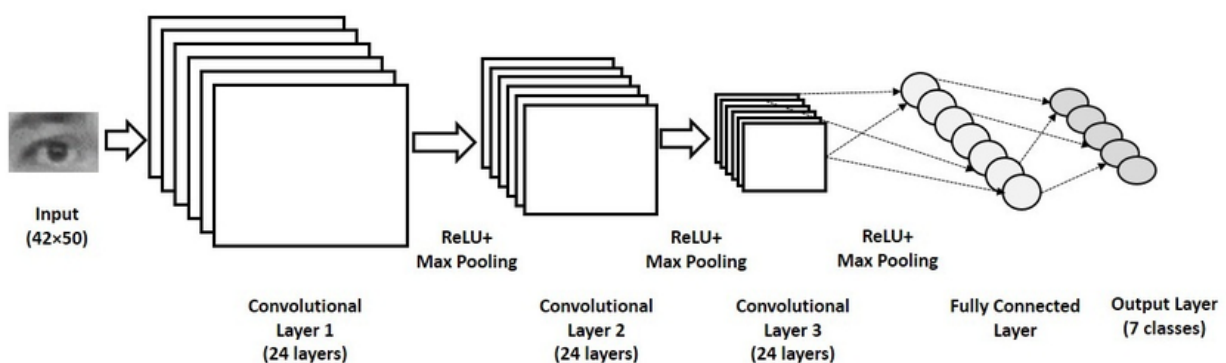 Input
(42×50)
ReLU+
Max Pooling
ReLU+
Max Pooling
ReLU+
Max Pooling
Convolutional
Layer 1
(24 layers)
Convolutional
Layer 2
(24 layers)
Convolutional
Layer 3
(24 layers)
Fully Connected
Layer
Output Layer
(7 classes)